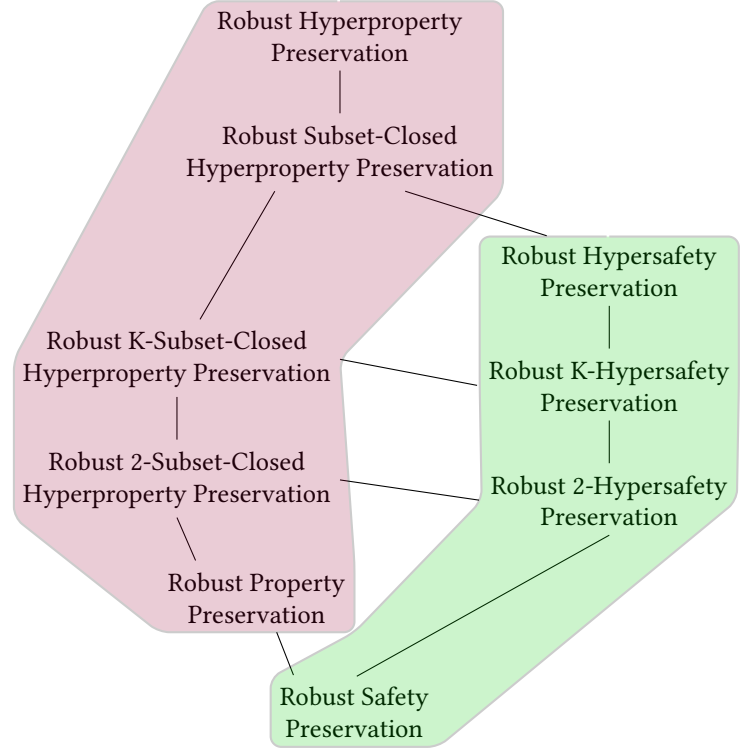 Robust Hyperproperty
Preservation
Robust Subset-Closed
Hyperproperty Preservation
Robust Hypersafety
Preservation
Robust K-Subset-Closed
Hyperproperty Preservation
Robust K-Hypersafety
Preservation
Robust 2-Subset-Closed
Hyperproperty Preservation
Robust 2-Hypersafety
Preservation
Robust Property
Preservation
Robust Safety
Preservation